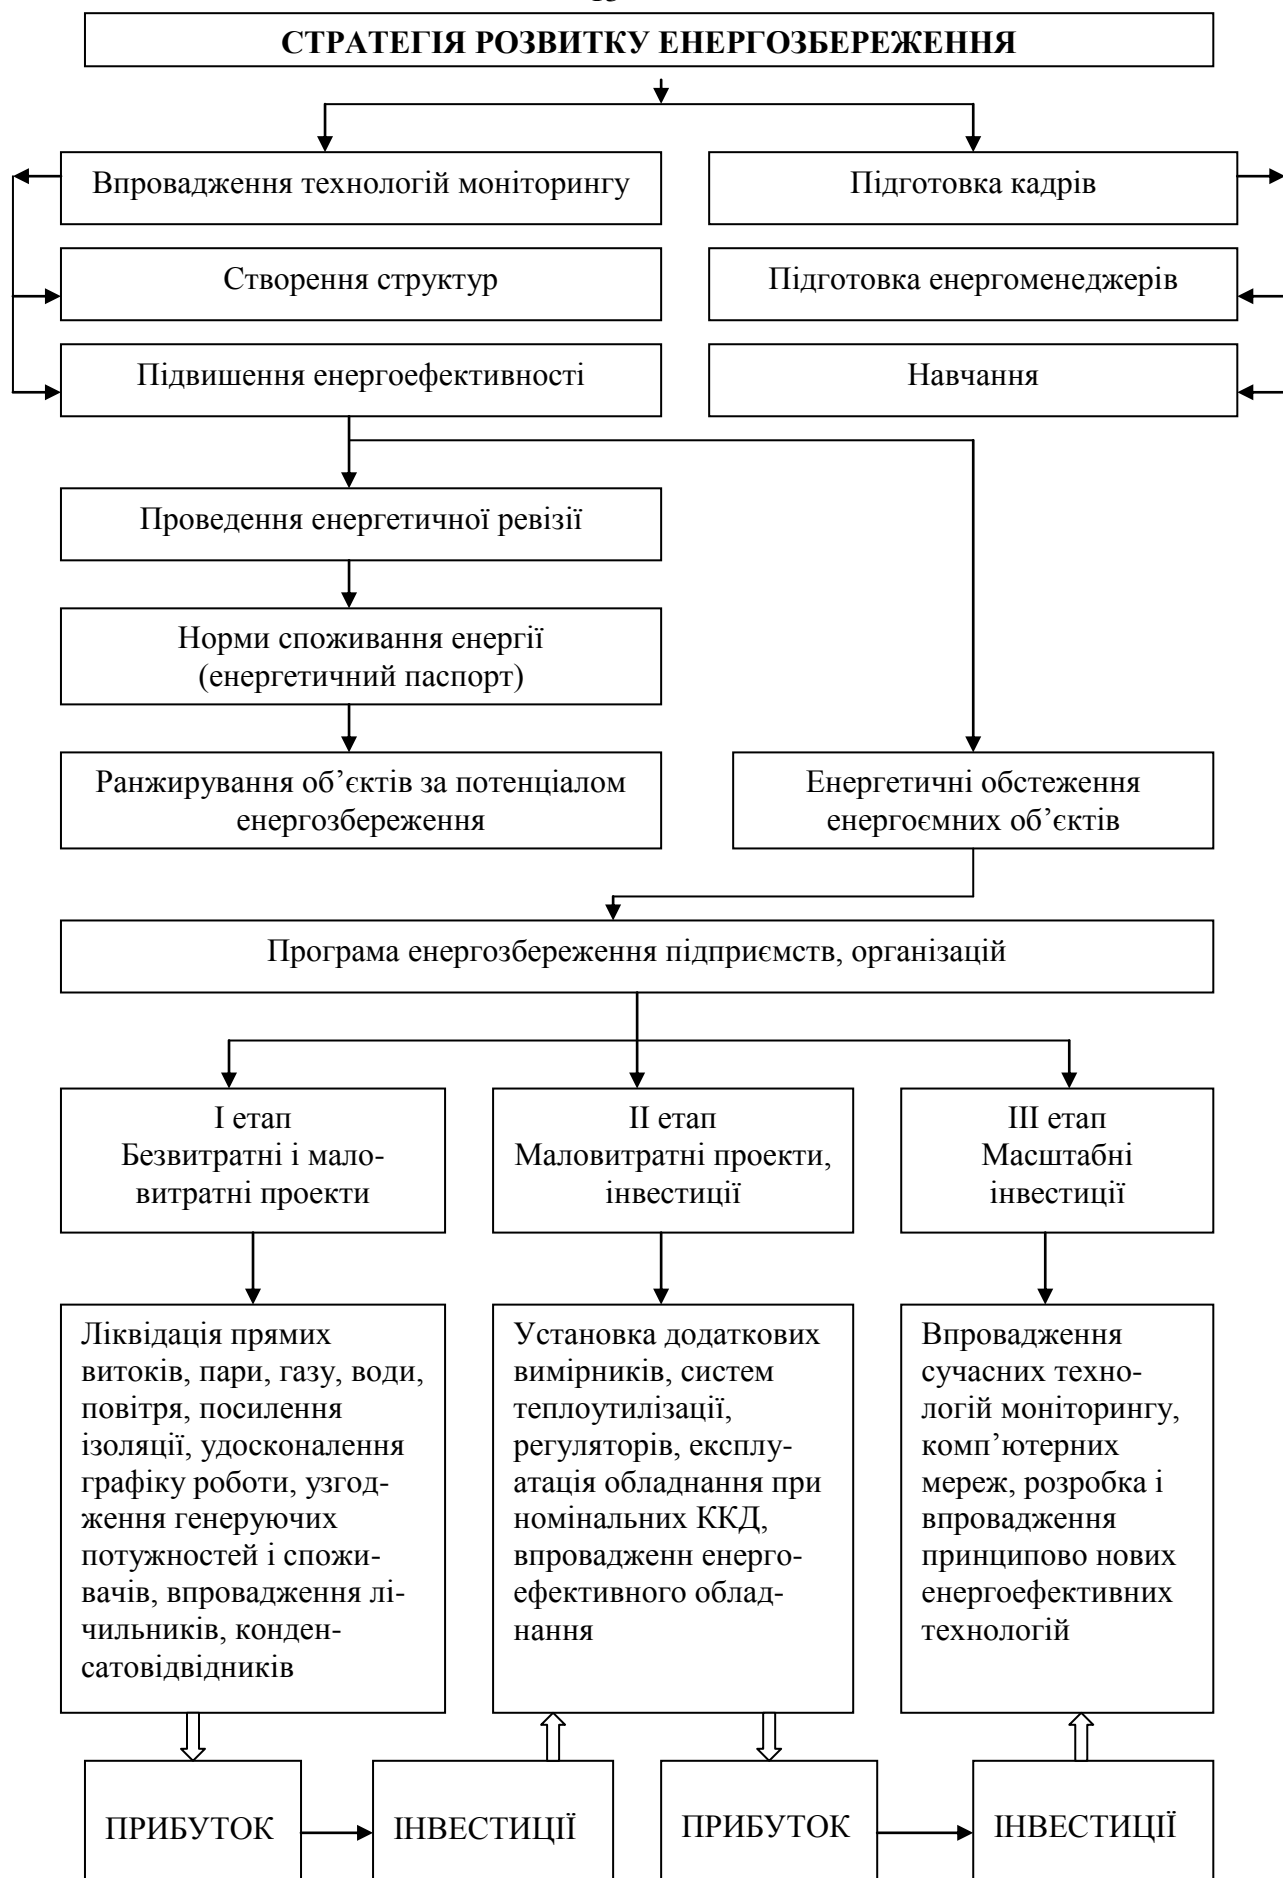 СТРАТЕГІЯ РОЗВИТКУ ЕНЕРГОЗБЕРЕЖЕННЯ
Впровадження технологій моніторингу
Підготовка кадрів
Створення структур
Підготовка енергоменеджерів
Підвишення енергоефективності
Навчання
Проведення енергетичної ревізії
Норми споживання енергії
(енергетичний паспорт)
Ранжирування об’єктів за потенціалом
енергозбереження
Енергетичні обстеження
енергоємних об’єктів
Програма енергозбереження підприємств, організацій
І етап
Безвитратні і мало-
витратні проекти
ІІ етап
Маловитратні проекти,
інвестиції
ІІІ етап
Масштабні
інвестиції
Ліквідація прямих
витоків, пари, газу, води,
повітря, посилення
ізоляції, удосконалення
графіку роботи, узгод-
ження генеруючих
потужностей і спожи-
вачів, впровадження лі-
чильників, конден-
сатовідвідників
Установка додаткових
вимірників, систем
теплоутилізації,
регуляторів, експлу-
атація обладнання при
номінальних ККД,
впровадженн енерго-
ефективного облад-
нання
Впровадження
сучасних техно-
логій моніторингу,
комп’ютерних
мереж, розробка і
впровадження
принципово нових
енергоефективних
технологій
ПРИБУТОК
ІНВЕСТИЦІЇ
ПРИБУТОК
ІНВЕСТИЦІЇ